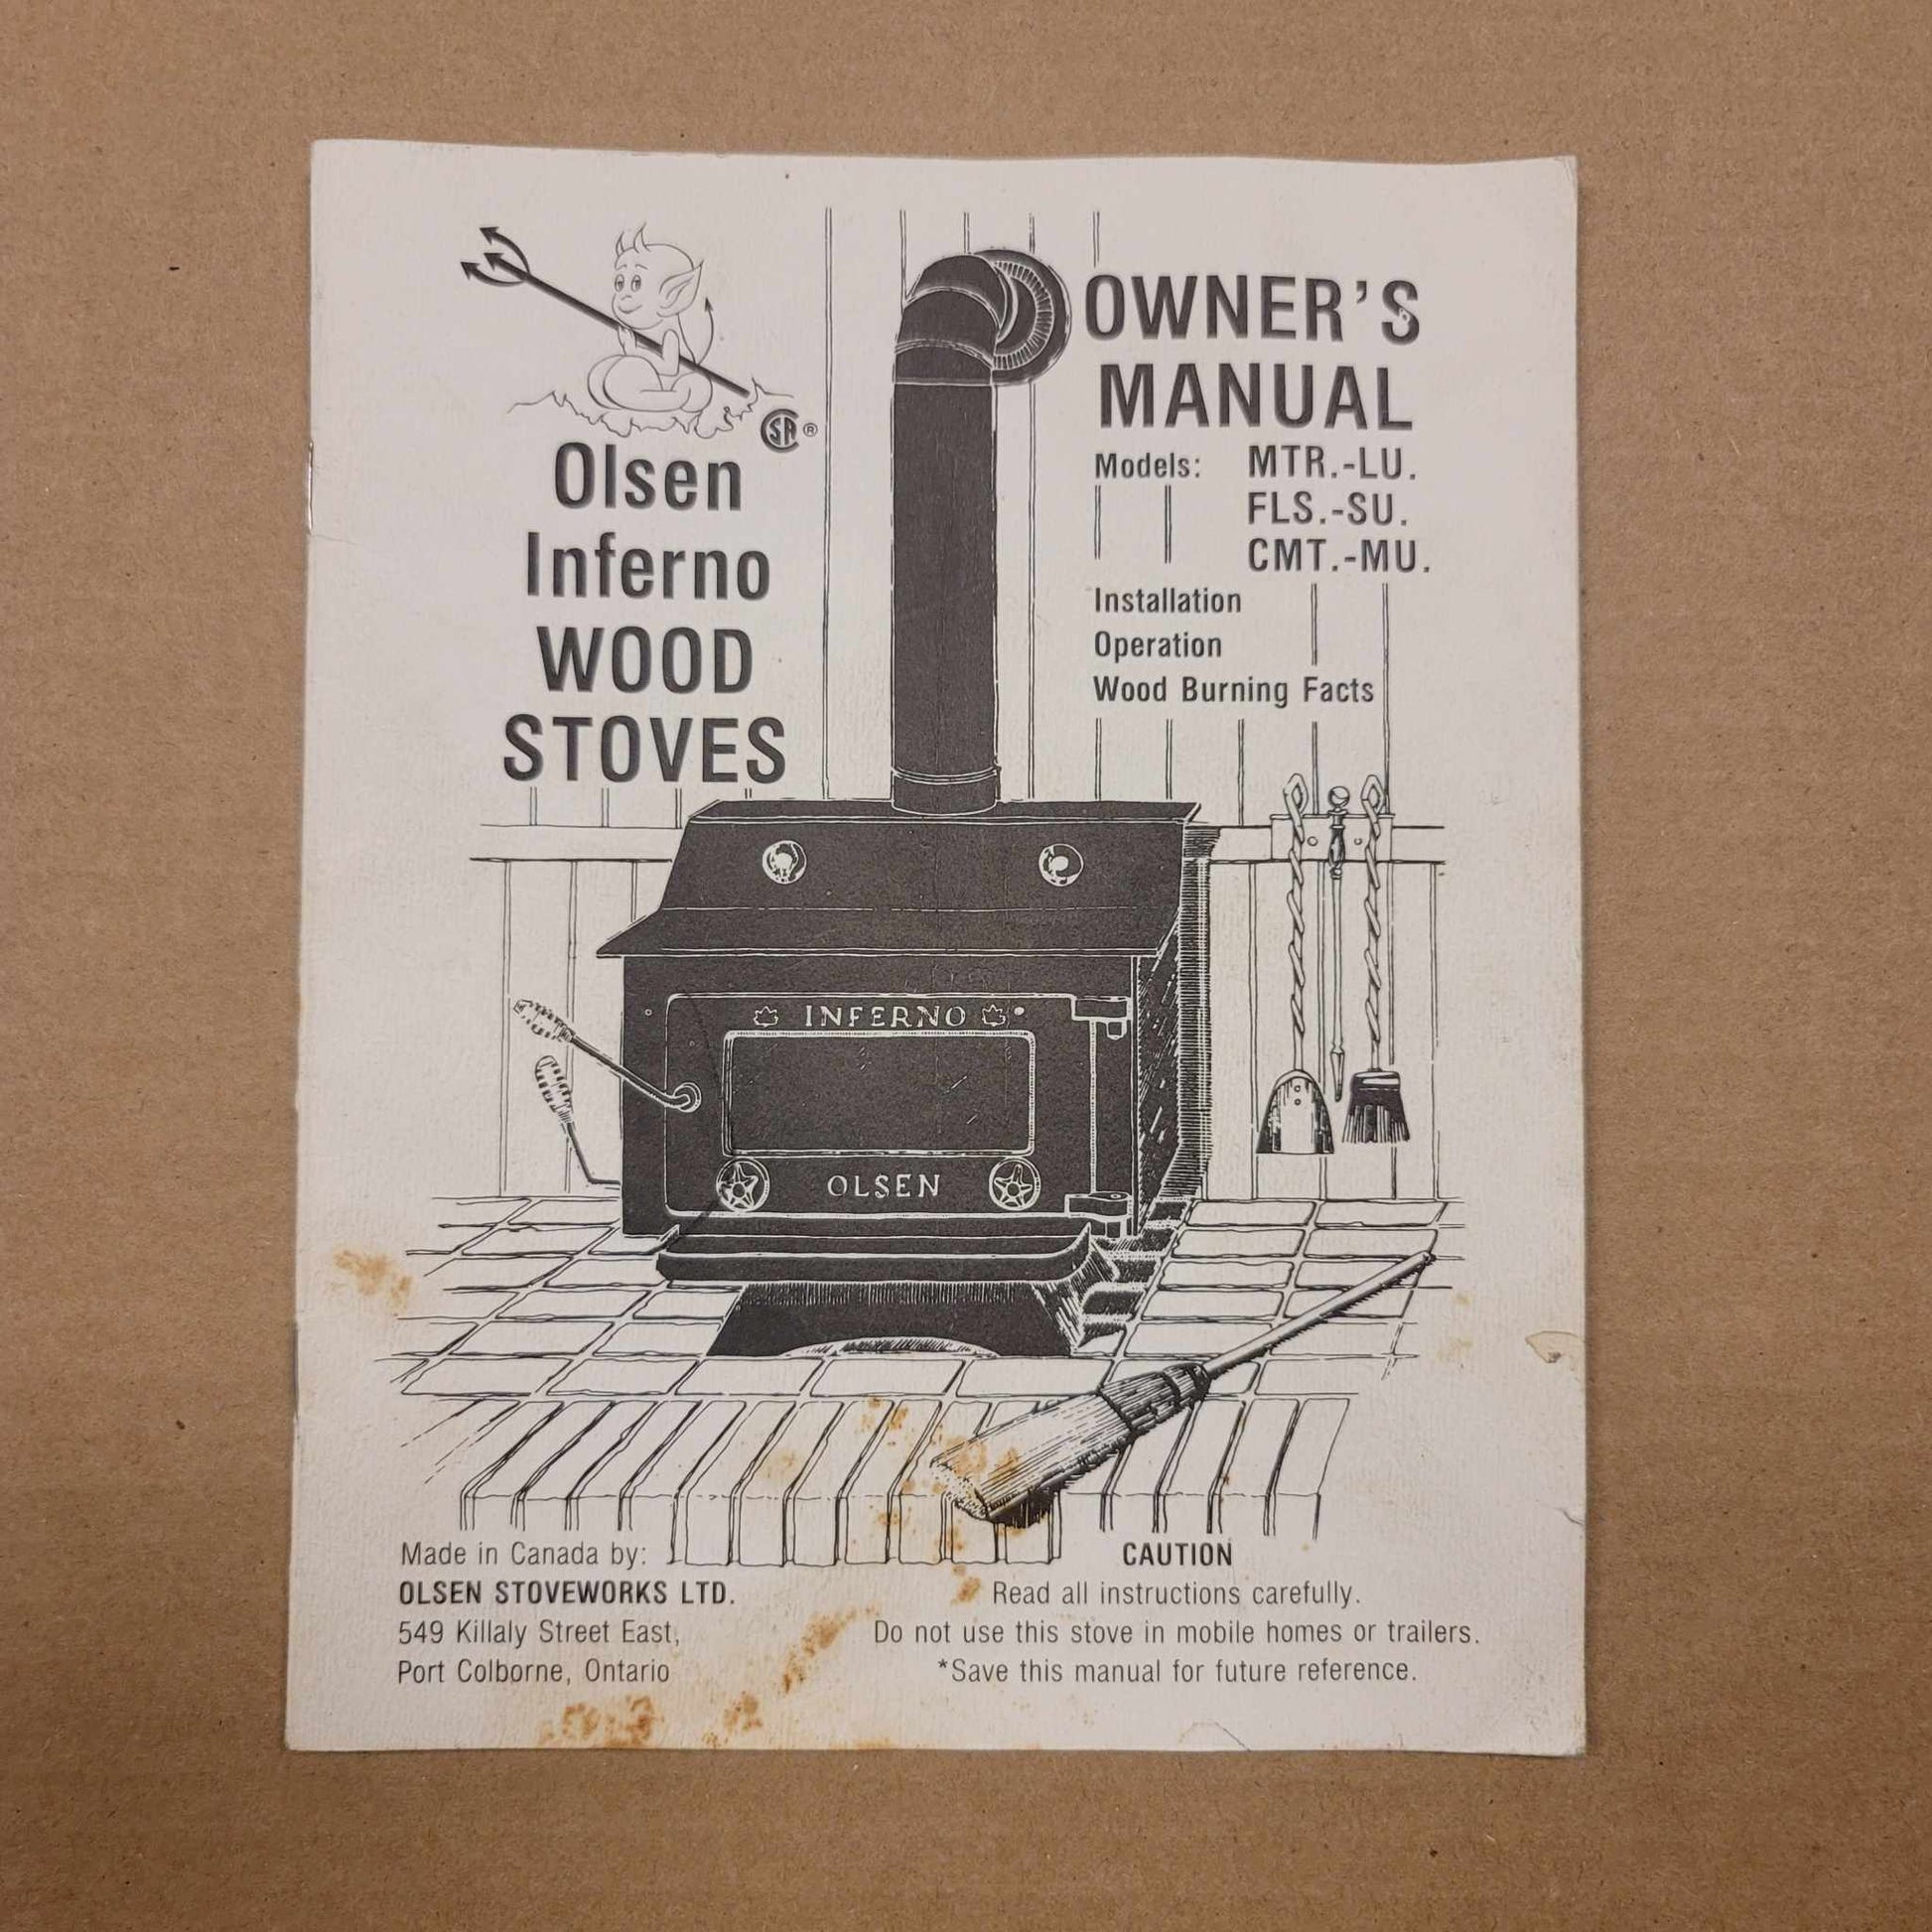 CSA ®
Olsen
Inferno
WOOD
STOVES
OWNER'S
MANUAL
Models: MTR.-LU.
FLS.-SU.
CMT.-MU.
Installation
Operation
Wood Burning Facts
INFERNO
OLSEN
Made in Canada by:
OLSEN STOVEWORKS LTD.
549 Killaly Street East,
Port Colborne, Ontario
CAUTION
Read all instructions carefully.
Do not use this stove in mobile homes or trailers.
*Save this manual for future reference.